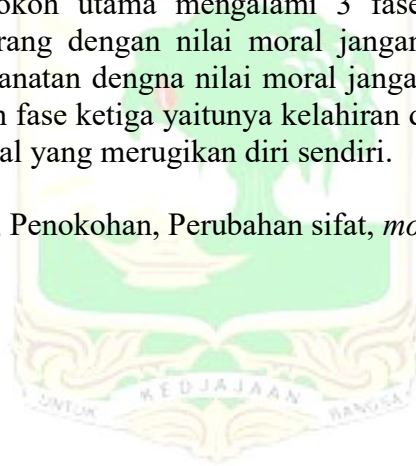 okoh utama mengalami 3 fase
rang dengan nilai moral jangan
anatan dengna nilai moral janga
n fase ketiga yaitunya kelahiran
al yang merugikan diri sendiri.
Penokohan, Perubahan sifat, mo
UNTUK KEDJAJAAN BANGSA